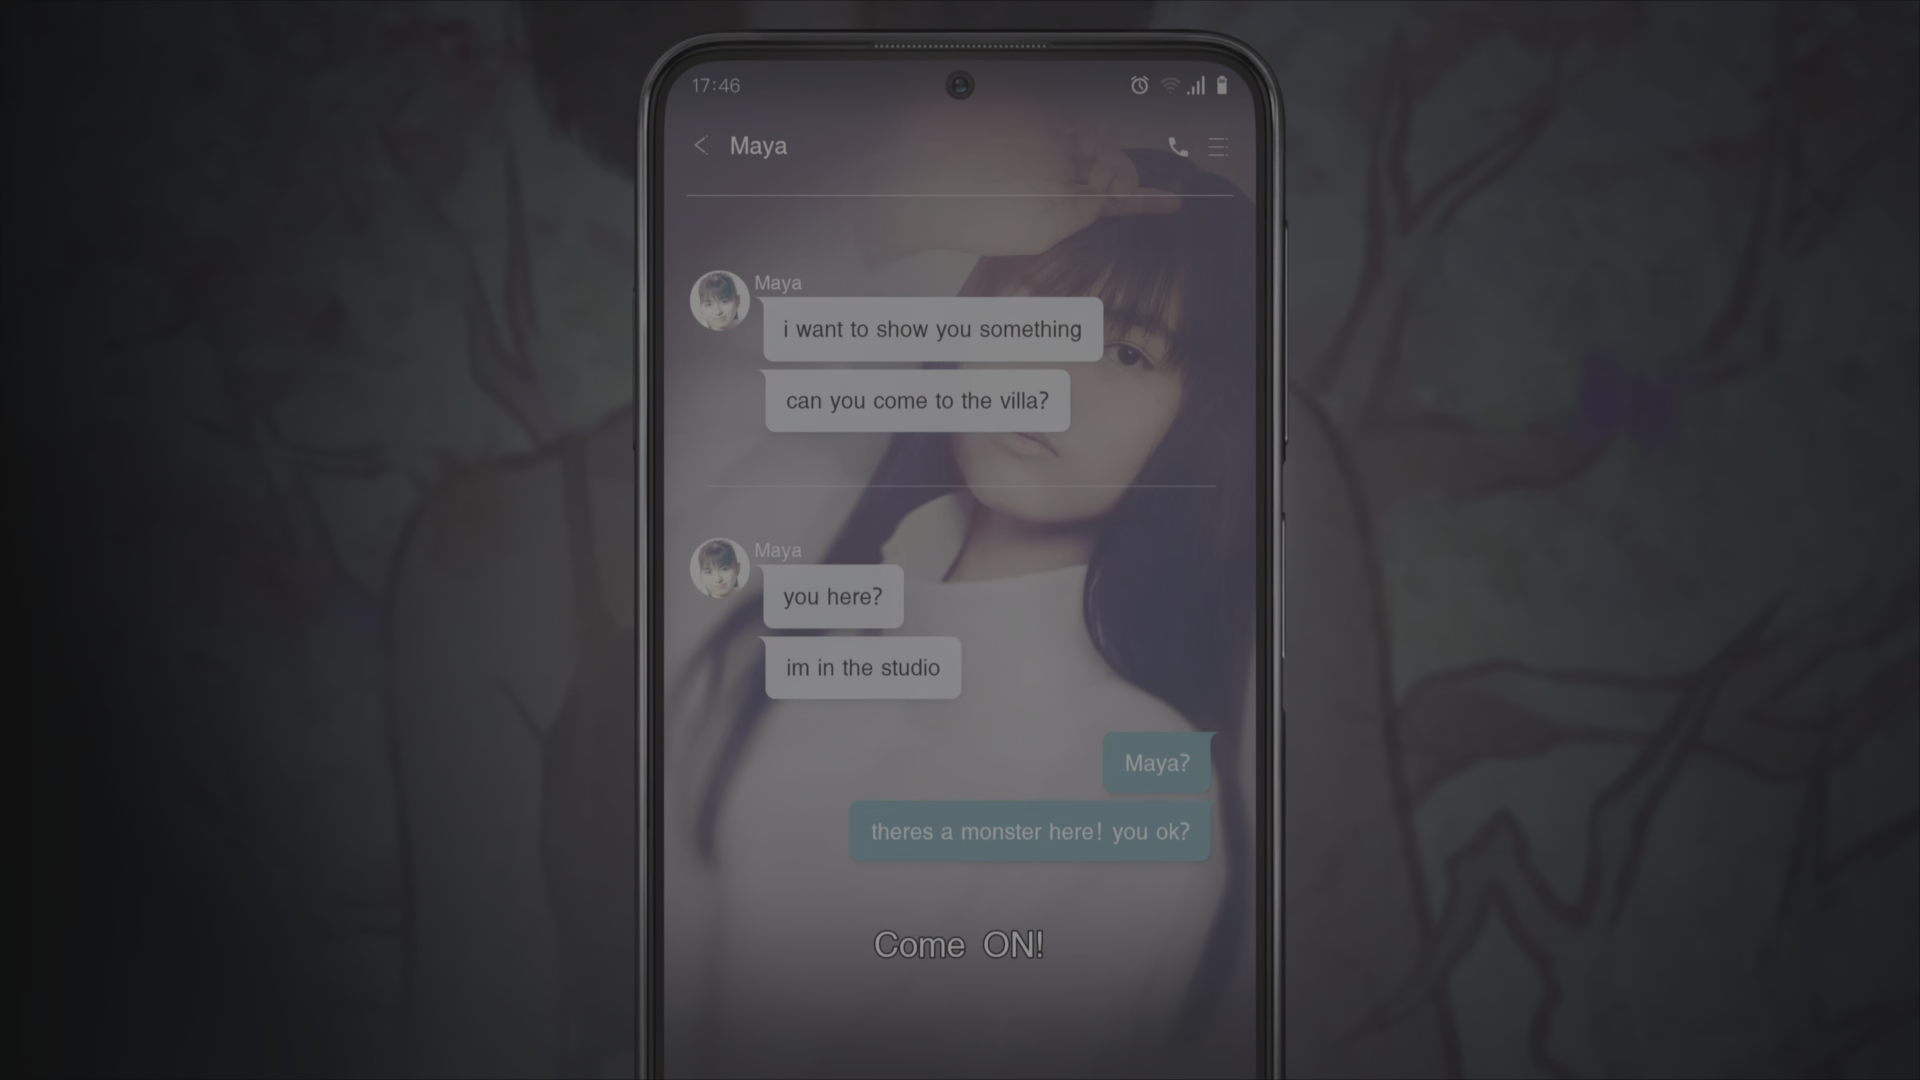 17:46
Maya
Maya
i want to show you something
can you come to the villa?
Maya
you here?
im in the studio
Maya?
theres a monster here! you ok?
Come ON!